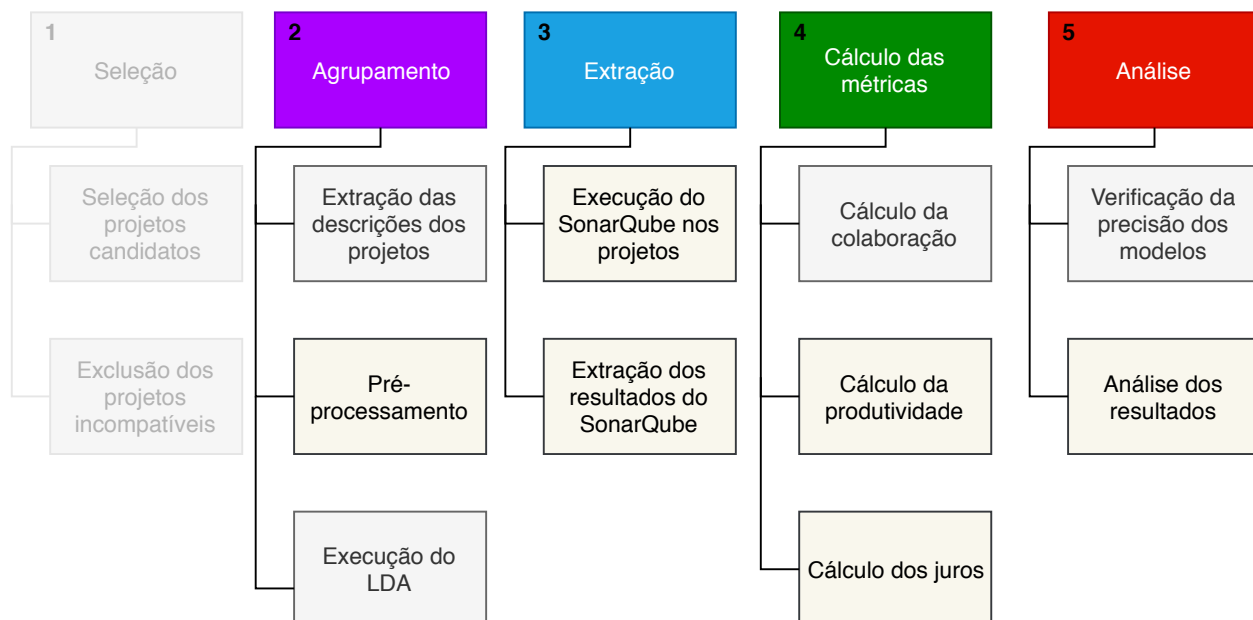 1
Seleção
Seleção dos
projetos
candidatos
Exclusão dos
projetos
incompatíveis
2
Agrupamento
Extração das
descrições dos
projetos
Pré-
processamento
Execução do
LDA
3
Extração
Execução do
SonarQube nos
projetos
Extração dos
resultados do
SonarQube
4
Cálculo das
métricas
Cálculo da
colaboração
Cálculo da
produtividade
Cálculo dos juros
5
Análise
Verificação da
precisão dos
modelos
Análise dos
resultados